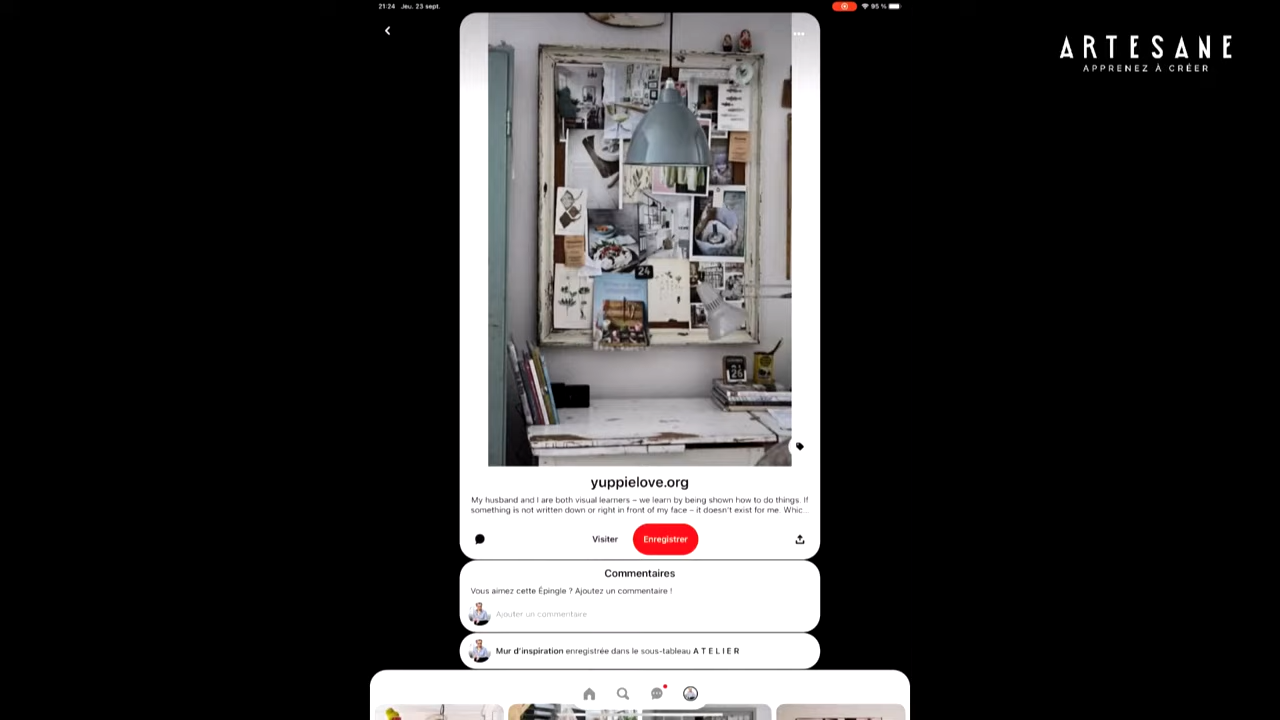 21:24 Jeu. 23 sept.
95 %
ARTESANE
APPRENEZ À CRÉER
24
26
yuppielove.org
My husband and I are both visual learners – we learn by being shown how to do things. If
something is not written down or right in front of my face – it doesn't exist for me. Whic...
Visiter
Enregistrer
Commentaires
Vous aimez cette Épingle ? Ajoutez un commentaire !
Ajouter un commentaire
Mur d'inspiration enregistrée dans le sous-tableau A T E L I E R